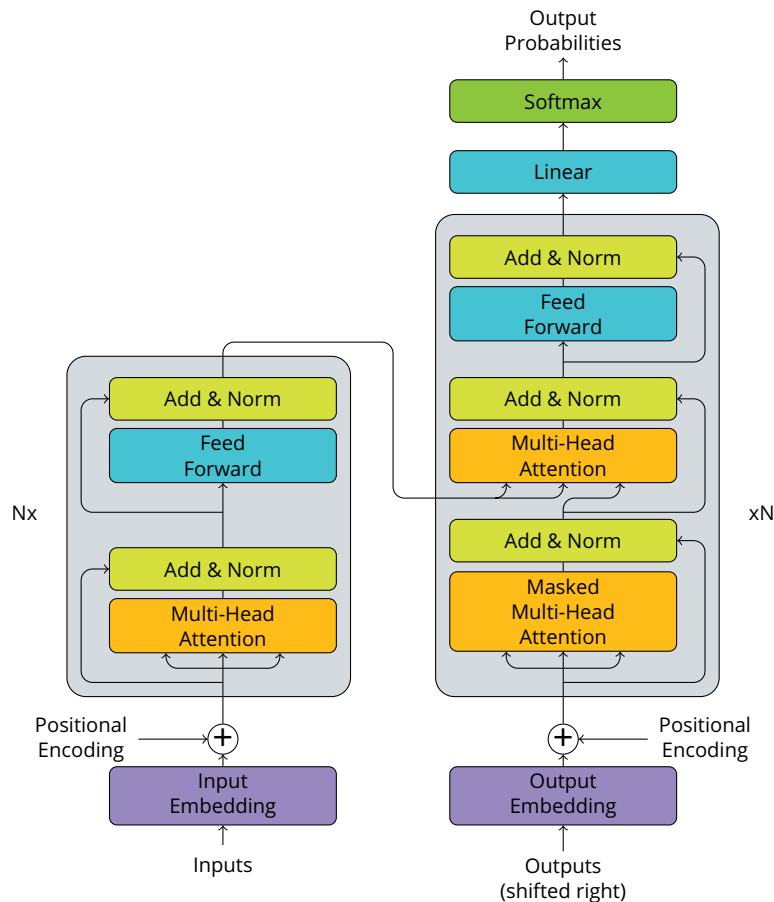 Output
Probabilities
Softmax
Linear
Add & Norm
Feed
Forward
Add & Norm
Multi-Head
Attention
Add & Norm
Masked
Multi-Head
Attention
xN
Positional
Encoding
+
Output
Embedding
Outputs
(shifted right)
Add & Norm
Feed
Forward
Nx
Add & Norm
Multi-Head
Attention
Positional
Encoding
+
Input
Embedding
Inputs